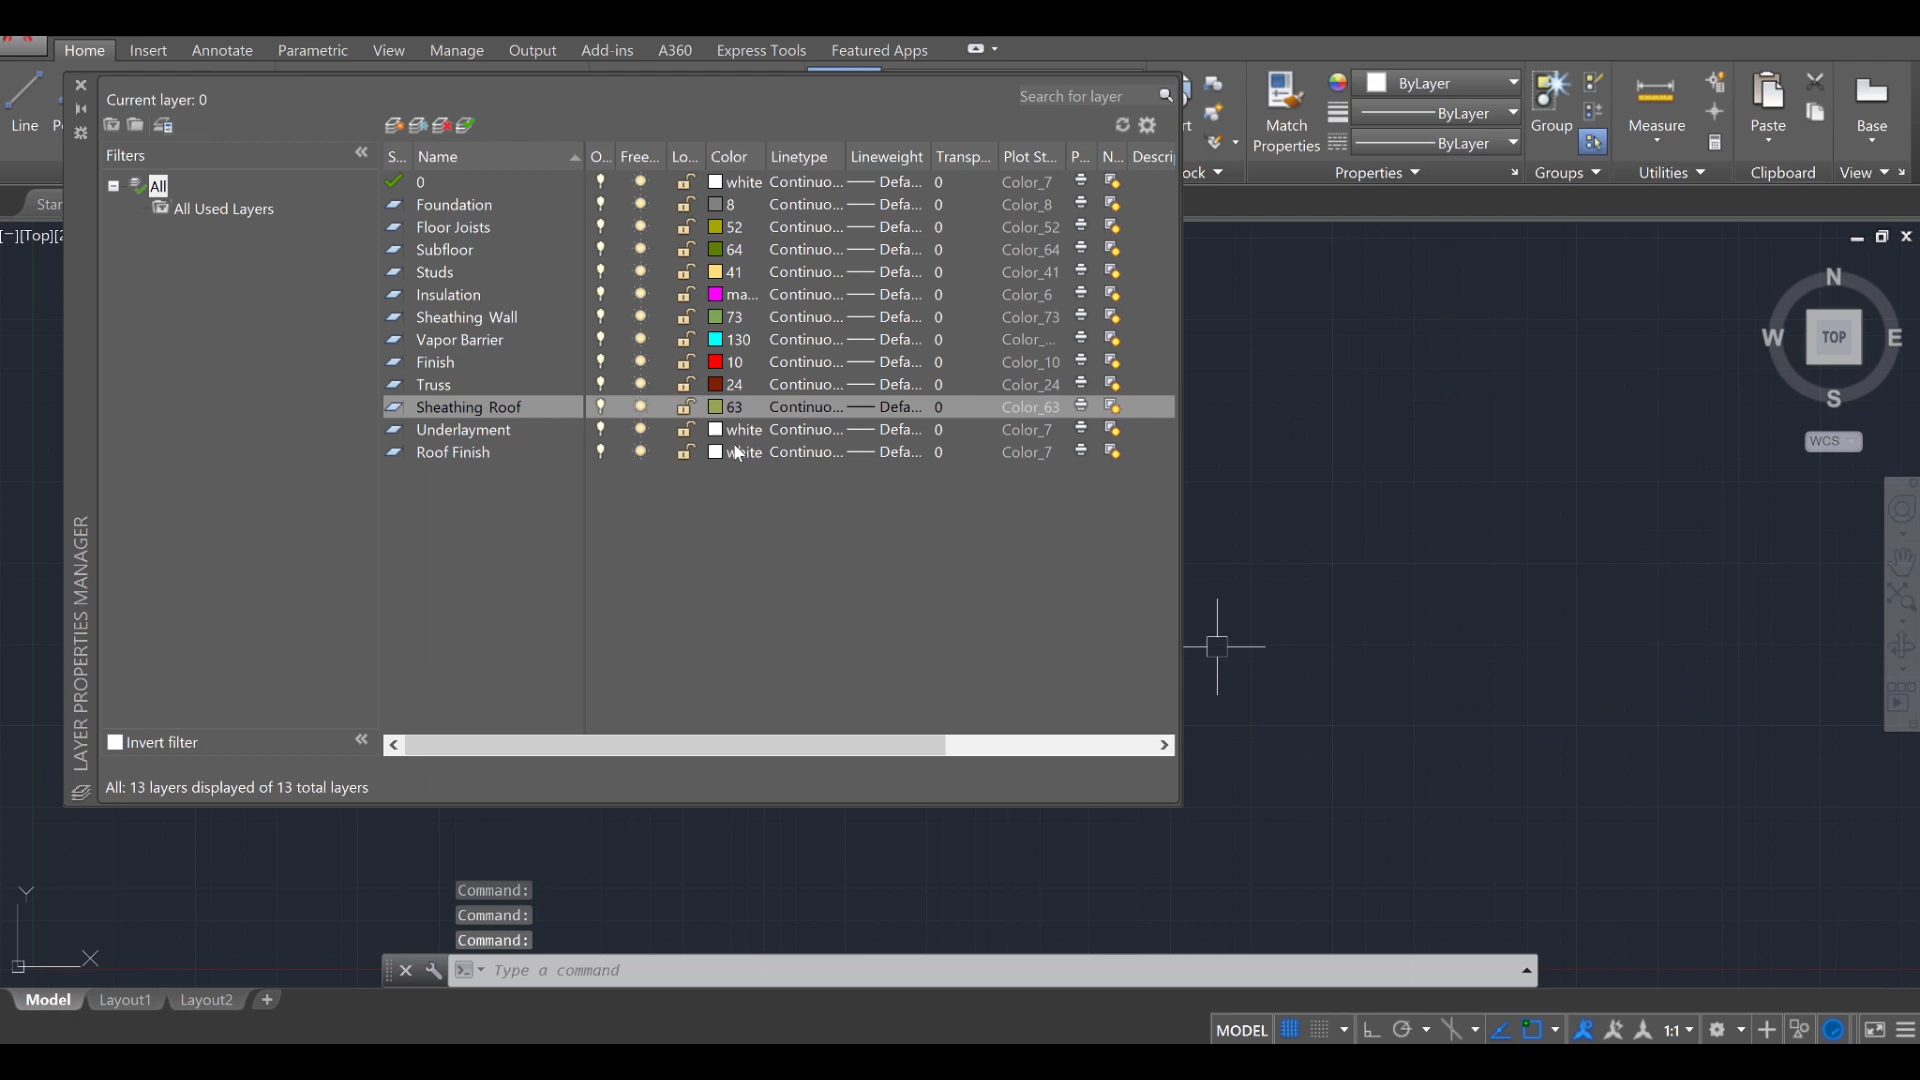 Home Insert Annotate Parametric View Manage Output Add-ins A360 Express Tools Featured Apps
Line
Match
Properties
ByLayer
ByLayer
ByLayer
Properties
Group
Groups
Measure
Utilities
Paste
Clipboard
Base
View
Current layer: 0
Search for layer
Filters
All
All Used Layers
S... Name O... Free... Lo... Color Linetype Lineweight Transp... Plot St... P... N... Descri
0 white Continuo... Defa... 0 Color_7
Foundation 8 Continuo... Defa... 0 Color_8
Floor Joists 52 Continuo... Defa... 0 Color_52
Subfloor 64 Continuo... Defa... 0 Color_64
Studs 41 Continuo... Defa... 0 Color_41
Insulation ma... Continuo... Defa... 0 Color_6
Sheathing Wall 73 Continuo... Defa... 0 Color_73
Vapor Barrier 130 Continuo... Defa... 0 Color_...
Finish 10 Continuo... Defa... 0 Color_10
Truss 24 Continuo... Defa... 0 Color_24
Sheathing Roof 63 Continuo... Defa... 0 Color_63
Underlayment white Continuo... Defa... 0 Color_7
Roof Finish white Continuo... Defa... 0 Color_7
Invert filter
All: 13 layers displayed of 13 total layers
LAYER PROPERTIES MANAGER
[−][Top][2
N
W TOP E
S
WCS
Y
X
Command:
Command:
Command:
Type a command
Model Layout1 Layout2 +
MODEL 1:1